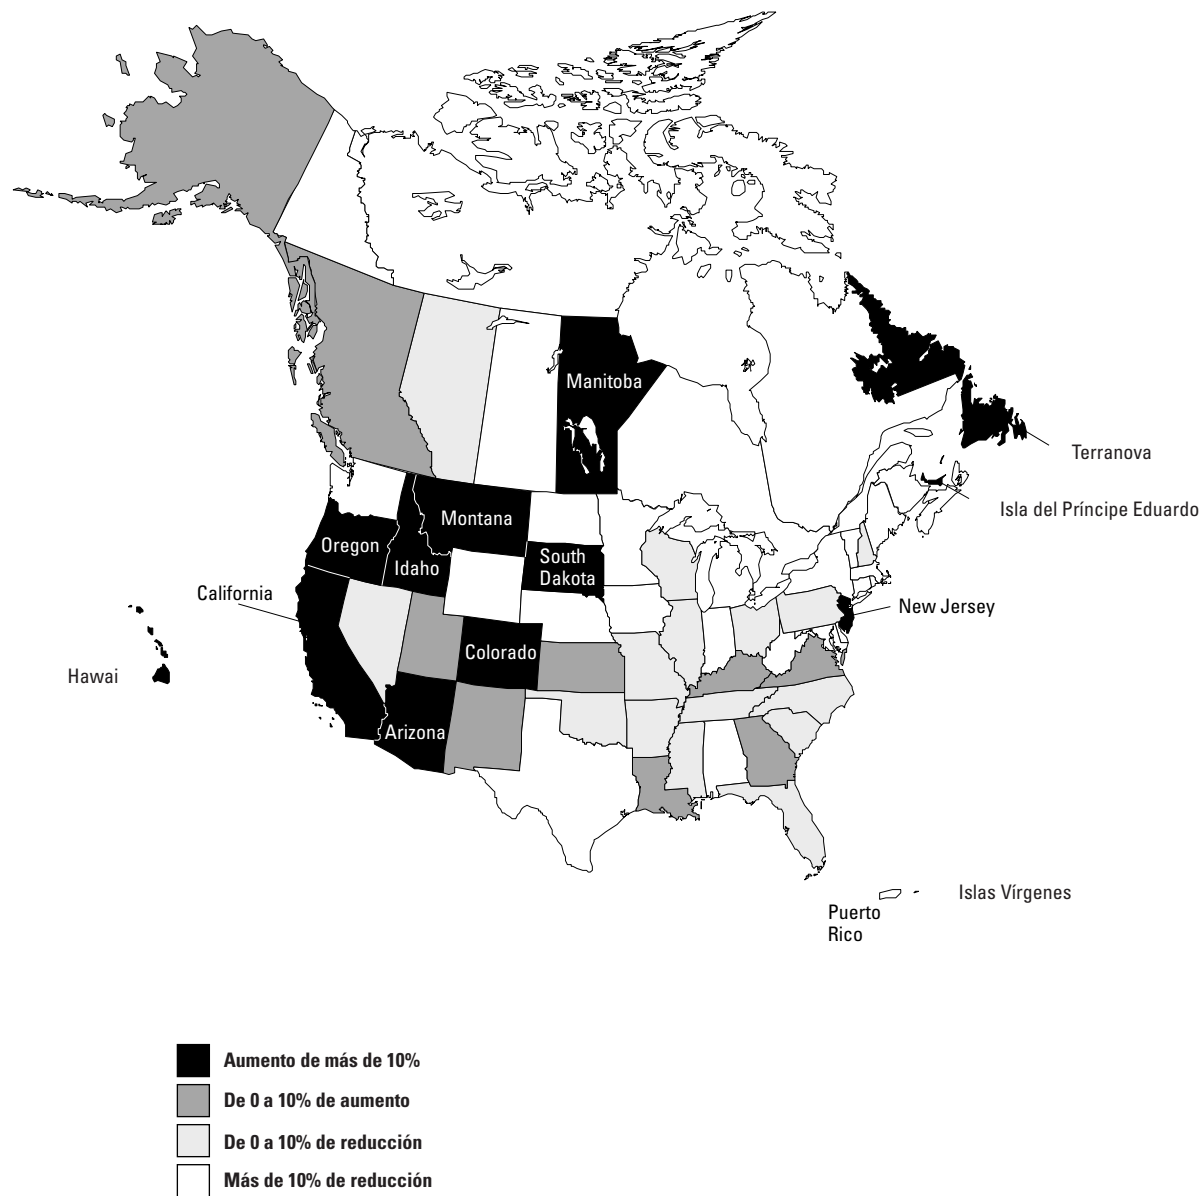 Manitoba
Terranova
Isla del Príncipe Eduardo
Montana
Oregon
Idaho
South
Dakota
California
New Jersey
Colorado
Hawai
Arizona
Islas Vírgenes
Puerto
Rico
Aumento de más de 10%
De 0 a 10% de aumento
De 0 a 10% de reducción
Más de 10% de reducción